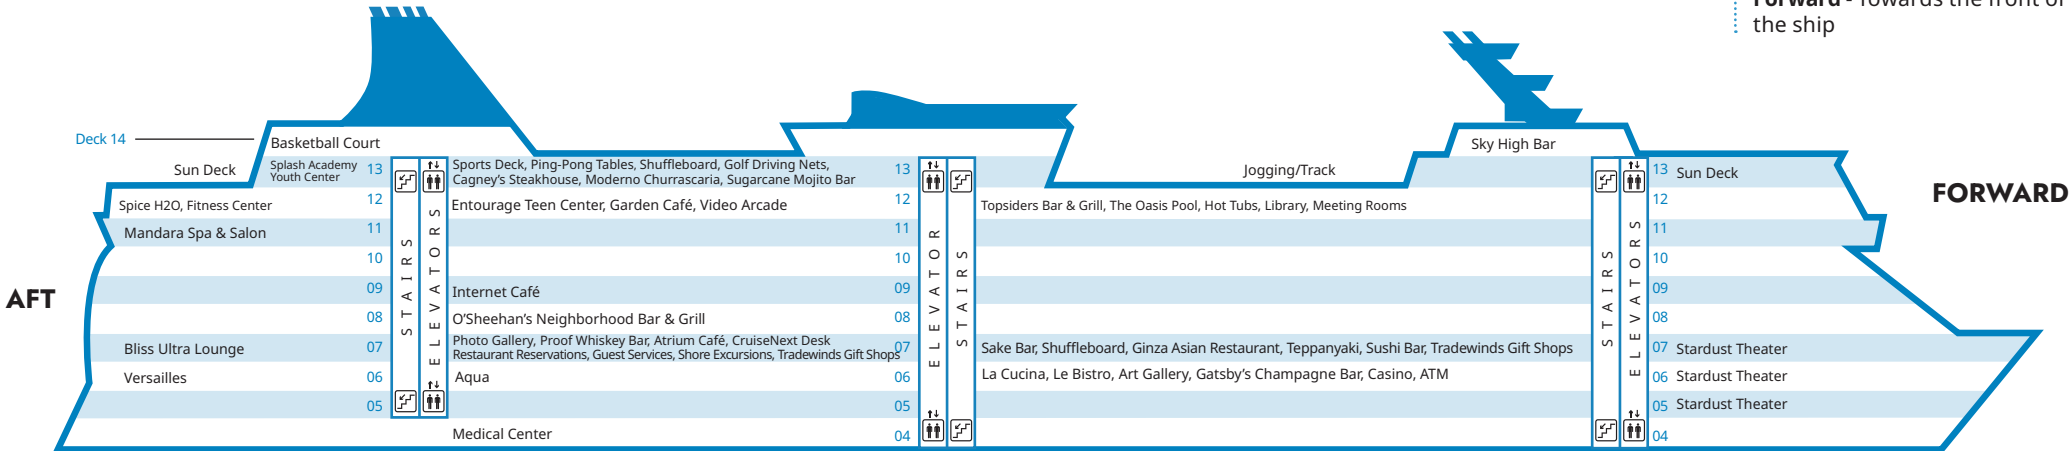 Forward - Towards the front of
the ship
Deck 14
Basketball Court
Sky High Bar
Sun Deck
Splash Academy
Youth Center
13
Sports Deck, Ping-Pong Tables, Shuffleboard, Golf Driving Nets,
Cagney's Steakhouse, Moderno Churrascaria, Sugarcane Mojito Bar
13
Jogging/Track
13
Sun Deck
Spice H2O, Fitness Center
12
Entourage Teen Center, Garden Café, Video Arcade
12
Topsiders Bar & Grill, The Oasis Pool, Hot Tubs, Library, Meeting Rooms
12
FORWARD
Mandara Spa & Salon
11
11
11
10
10
10
AFT
09
Internet Café
09
09
08
O'Sheehan's Neighborhood Bar & Grill
08
08
Bliss Ultra Lounge
07
Photo Gallery, Proof Whiskey Bar, Atrium Café, CruiseNext Desk
Restaurant Reservations, Guest Services, Shore Excursions, Tradewinds Gift Shops
07
Sake Bar, Shuffleboard, Ginza Asian Restaurant, Teppanyaki, Sushi Bar, Tradewinds Gift Shops
07
Stardust Theater
Versailles
06
Aqua
06
La Cucina, Le Bistro, Art Gallery, Gatsby's Champagne Bar, Casino, ATM
06
Stardust Theater
05
05
05
Stardust Theater
Medical Center
04
04
STAIRS
ELEVATORS
ELEVATOR
STAIRS
STAIRS
ELEVATORS